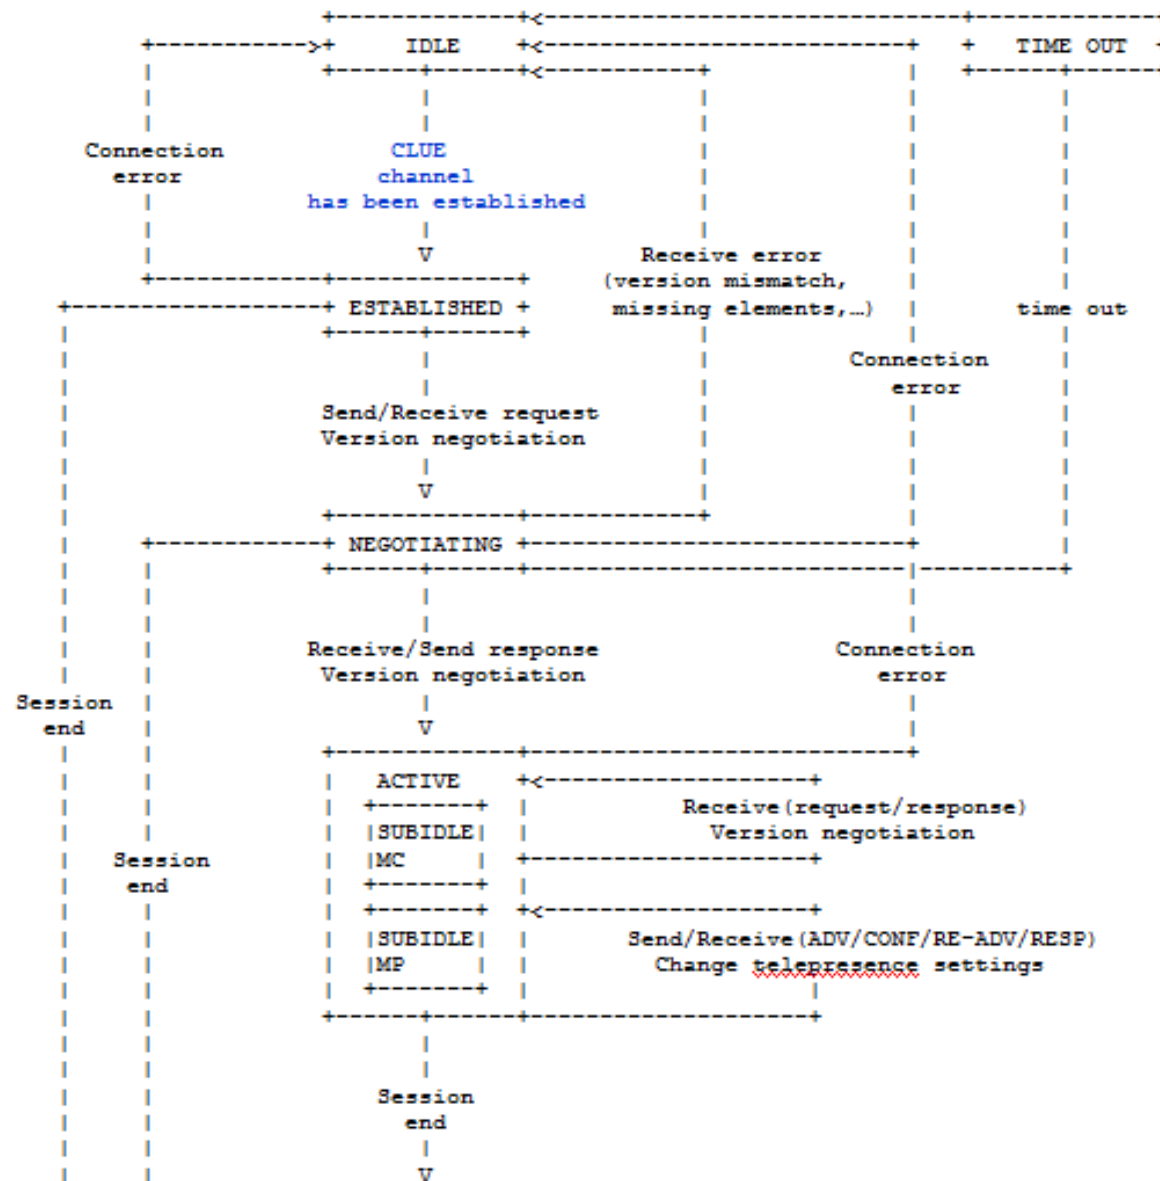 IDLE
TIME OUT
Connection
error
CLUE
channel
has been established
Receive error
(version mismatch,
missing elements,…)
ESTABLISHED
time out
Connection
error
Send/Receive request
Version negotiation
NEGOTIATING
Receive/Send response
Version negotiation
Connection
error
Session
end
V
V
V
ACTIVE
Receive(request/response)
Version negotiation
SUBIDLE
MC
Session
end
SUBIDLE
MP
Send/Receive(ADV/CONF/RE-ADV/RESP)
Change telepresence settings
Session
end
V